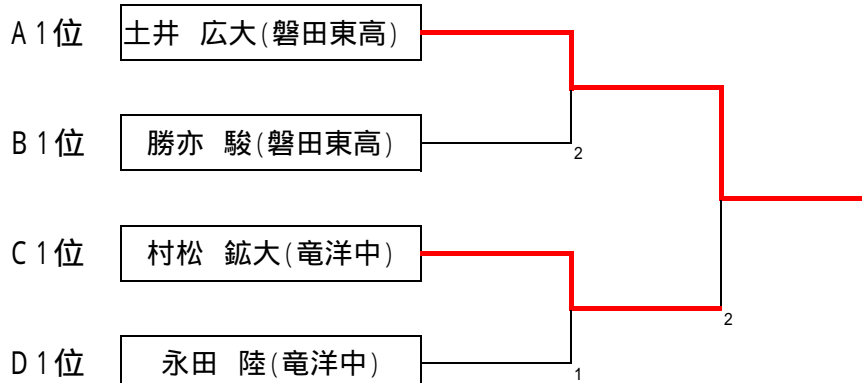 A1位 土井 広大(磐田東高)
B1位 勝亦 駿(磐田東高)
2
C1位 村松 鉱大(竜洋中)
2
D1位 永田 陸(竜洋中)
1